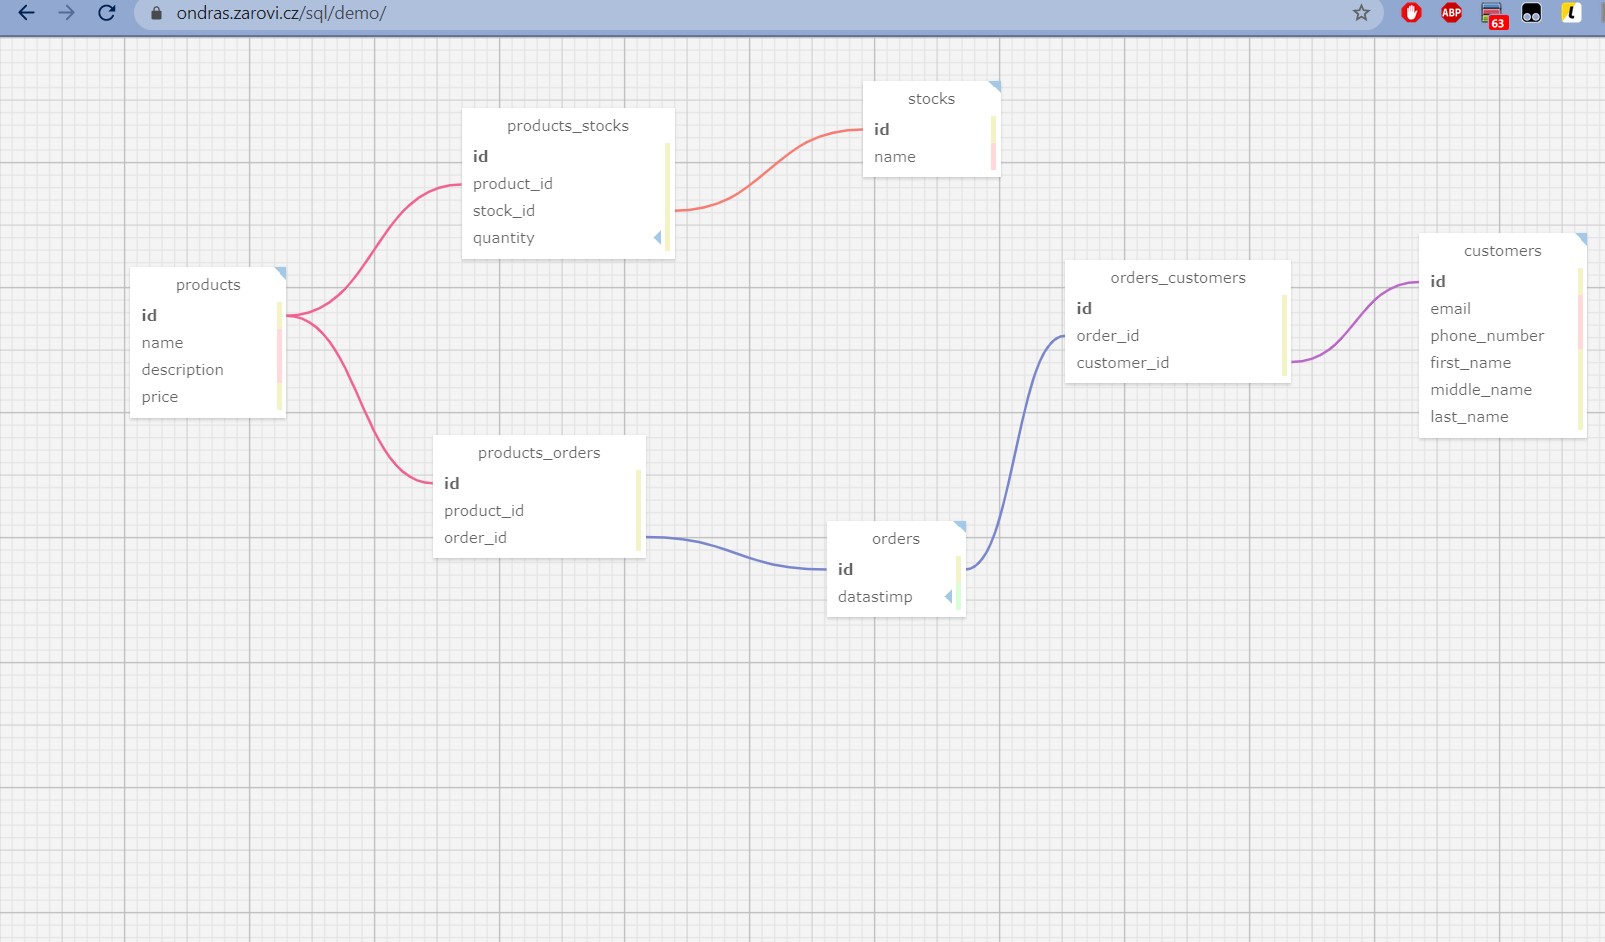 ondras.zarovi.cz/sql/demo/
ABP
63
stocks
id
name
products_stocks
id
product_id
stock_id
quantity
customers
id
email
phone_number
first_name
middle_name
last_name
orders_customers
id
order_id
customer_id
products
id
name
description
price
products_orders
id
product_id
order_id
orders
id
datastimp